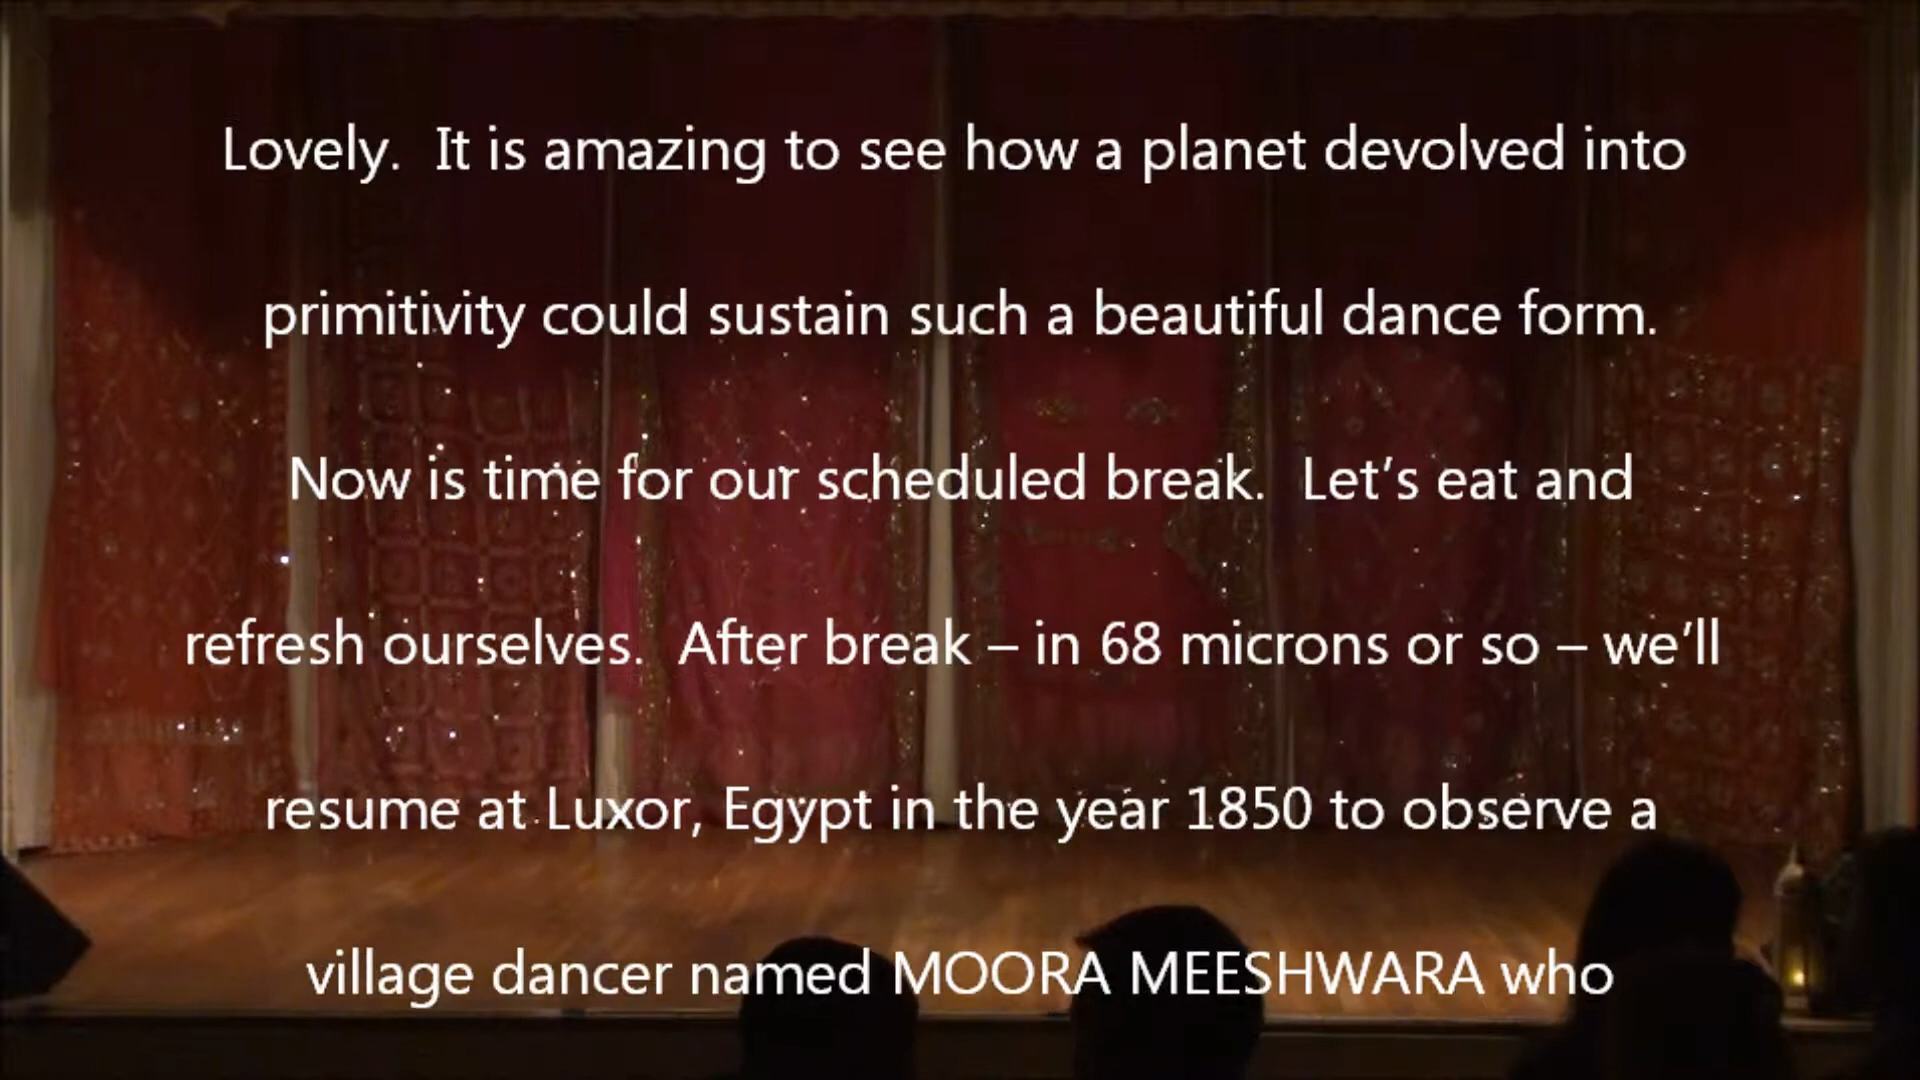 Lovely.  It is amazing to see how a planet devolved into
primitivity could sustain such a beautiful dance form.
Now is time for our scheduled break.  Let’s eat and
refresh ourselves.  After break – in 68 microns or so – we’ll
resume at Luxor, Egypt in the year 1850 to observe a
village dancer named MOORA MEESHWARA who